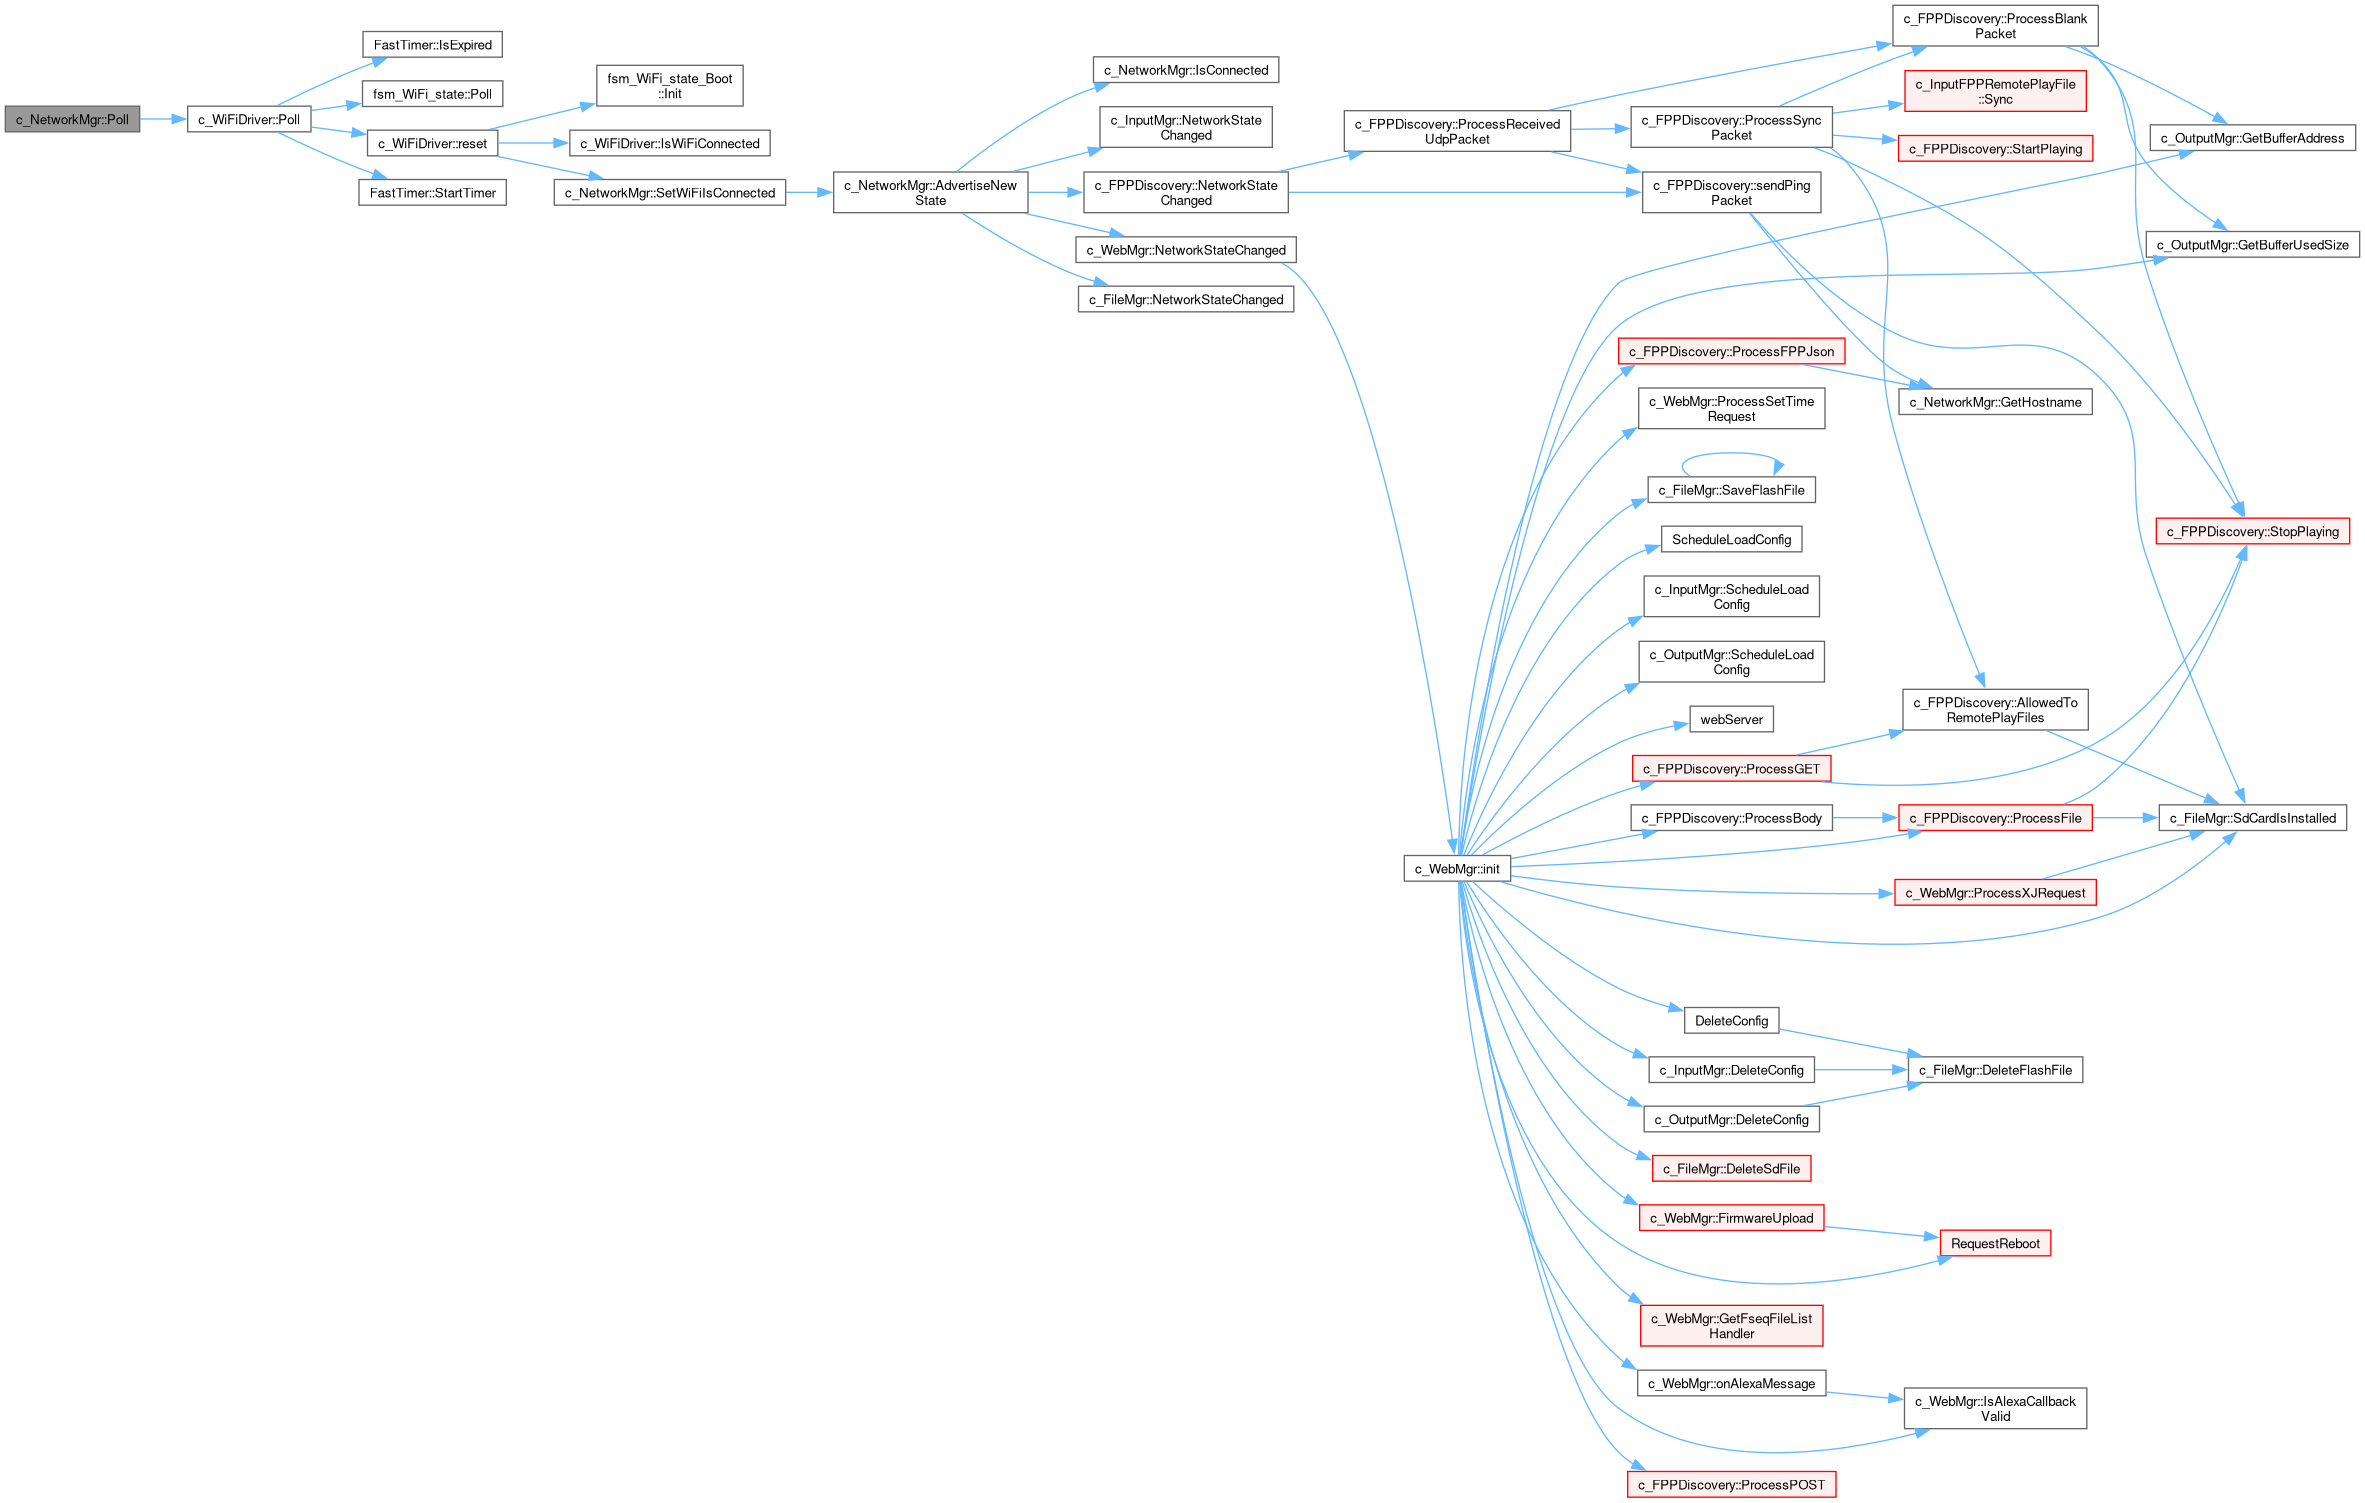 c_NetworkMgr::Poll
c_WiFiDriver::Poll
FastTimer::IsExpired
fsm_WiFi_state::Poll
c_WiFiDriver::reset
FastTimer::StartTimer
fsm_WiFi_state_Boot
::Init
c_WiFiDriver::IsWiFiConnected
c_NetworkMgr::SetWiFiIsConnected
c_NetworkMgr::AdvertiseNew
State
c_NetworkMgr::IsConnected
c_InputMgr::NetworkState
Changed
c_FPPDiscovery::NetworkState
Changed
c_WebMgr::NetworkStateChanged
c_FileMgr::NetworkStateChanged
c_FPPDiscovery::ProcessReceived
UdpPacket
c_WebMgr::init
c_FPPDiscovery::ProcessSync
Packet
c_FPPDiscovery::sendPing
Packet
c_FPPDiscovery::ProcessFPPJson
c_WebMgr::ProcessSetTime
Request
c_FileMgr::SaveFlashFile
ScheduleLoadConfig
c_InputMgr::ScheduleLoad
Config
c_OutputMgr::ScheduleLoad
Config
webServer
c_FPPDiscovery::ProcessGET
c_FPPDiscovery::ProcessBody
DeleteConfig
c_InputMgr::DeleteConfig
c_OutputMgr::DeleteConfig
c_FileMgr::DeleteSdFile
c_WebMgr::FirmwareUpload
c_WebMgr::GetFseqFileList
Handler
c_WebMgr::onAlexaMessage
c_FPPDiscovery::ProcessPOST
c_FPPDiscovery::ProcessBlank
Packet
c_InputFPPRemotePlayFile
::Sync
c_FPPDiscovery::StartPlaying
c_NetworkMgr::GetHostname
c_FPPDiscovery::AllowedTo
RemotePlayFiles
c_FPPDiscovery::ProcessFile
c_WebMgr::ProcessXJRequest
c_FileMgr::DeleteFlashFile
RequestReboot
c_WebMgr::IsAlexaCallback
Valid
c_OutputMgr::GetBufferAddress
c_OutputMgr::GetBufferUsedSize
c_FPPDiscovery::StopPlaying
c_FileMgr::SdCardIsInstalled